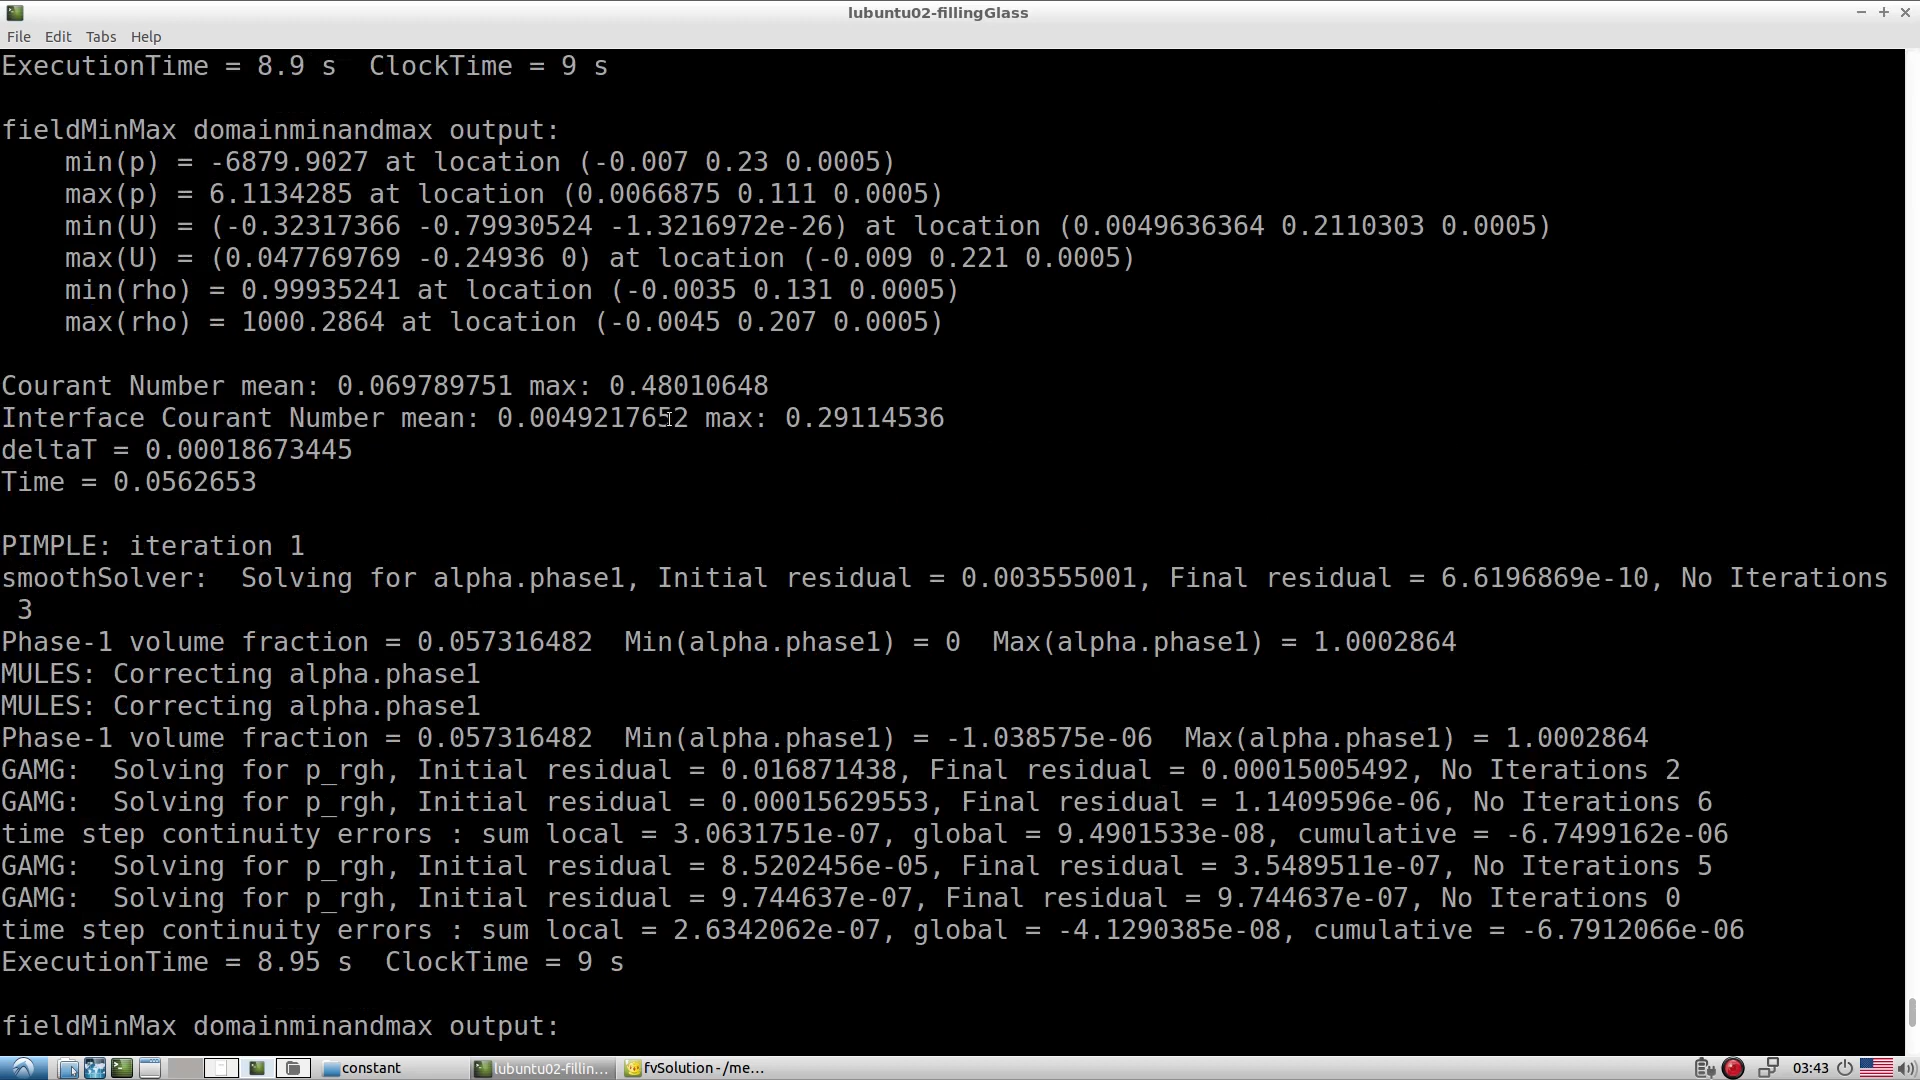 lubuntu02-fillingGlass
File Edit Tabs Help
ExecutionTime = 8.9 s  ClockTime = 9 s
fieldMinMax domainminandmax output:
    min(p) = -6879.9027 at location (-0.007 0.23 0.0005)
    max(p) = 6.1134285 at location (0.0066875 0.111 0.0005)
    min(U) = (-0.32317366 -0.79930524 -1.3216972e-26) at location (0.0049636364 0.2110303 0.0005)
    max(U) = (0.047769769 -0.24936 0) at location (-0.009 0.221 0.0005)
    min(rho) = 0.99935241 at location (-0.0035 0.131 0.0005)
    max(rho) = 1000.2864 at location (-0.0045 0.207 0.0005)
Courant Number mean: 0.069789751 max: 0.48010648
Interface Courant Number mean: 0.0049217652 max: 0.29114536
deltaT = 0.00018673445
Time = 0.0562653
PIMPLE: iteration 1
smoothSolver:  Solving for alpha.phase1, Initial residual = 0.003555001, Final residual = 6.6196869e-10, No Iterations
 3
Phase-1 volume fraction = 0.057316482  Min(alpha.phase1) = 0  Max(alpha.phase1) = 1.0002864
MULES: Correcting alpha.phase1
MULES: Correcting alpha.phase1
Phase-1 volume fraction = 0.057316482  Min(alpha.phase1) = -1.038575e-06  Max(alpha.phase1) = 1.0002864
GAMG:  Solving for p_rgh, Initial residual = 0.016871438, Final residual = 0.00015005492, No Iterations 2
GAMG:  Solving for p_rgh, Initial residual = 0.00015629553, Final residual = 1.1409596e-06, No Iterations 6
time step continuity errors : sum local = 3.0631751e-07, global = 9.4901533e-08, cumulative = -6.7499162e-06
GAMG:  Solving for p_rgh, Initial residual = 8.5202456e-05, Final residual = 3.5489511e-07, No Iterations 5
GAMG:  Solving for p_rgh, Initial residual = 9.744637e-07, Final residual = 9.744637e-07, No Iterations 0
time step continuity errors : sum local = 2.6342062e-07, global = -4.1290385e-08, cumulative = -6.7912066e-06
ExecutionTime = 8.95 s  ClockTime = 9 s
fieldMinMax domainminandmax output:
constant lubuntu02-fillin... fvSolution - /me... 03:43